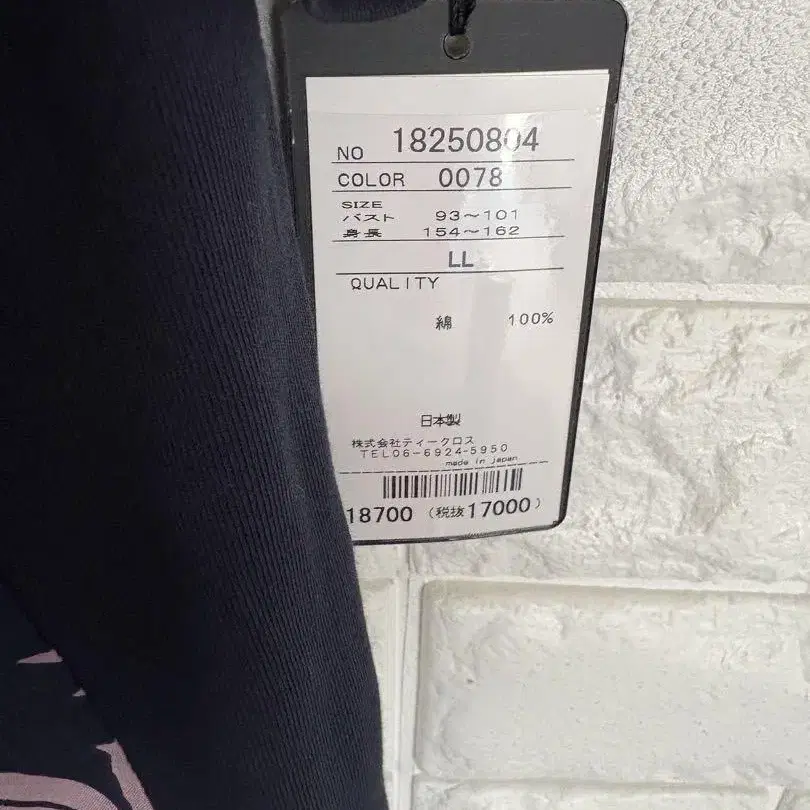 NO 18250804
COLOR 0078
SIZE
バスト 93～101
身長 154～162
LL
QUALITY
綿 100%
日本製
株式会社ティークロス
TEL06-6924-5950
made in japan
18700 (税抜17000)